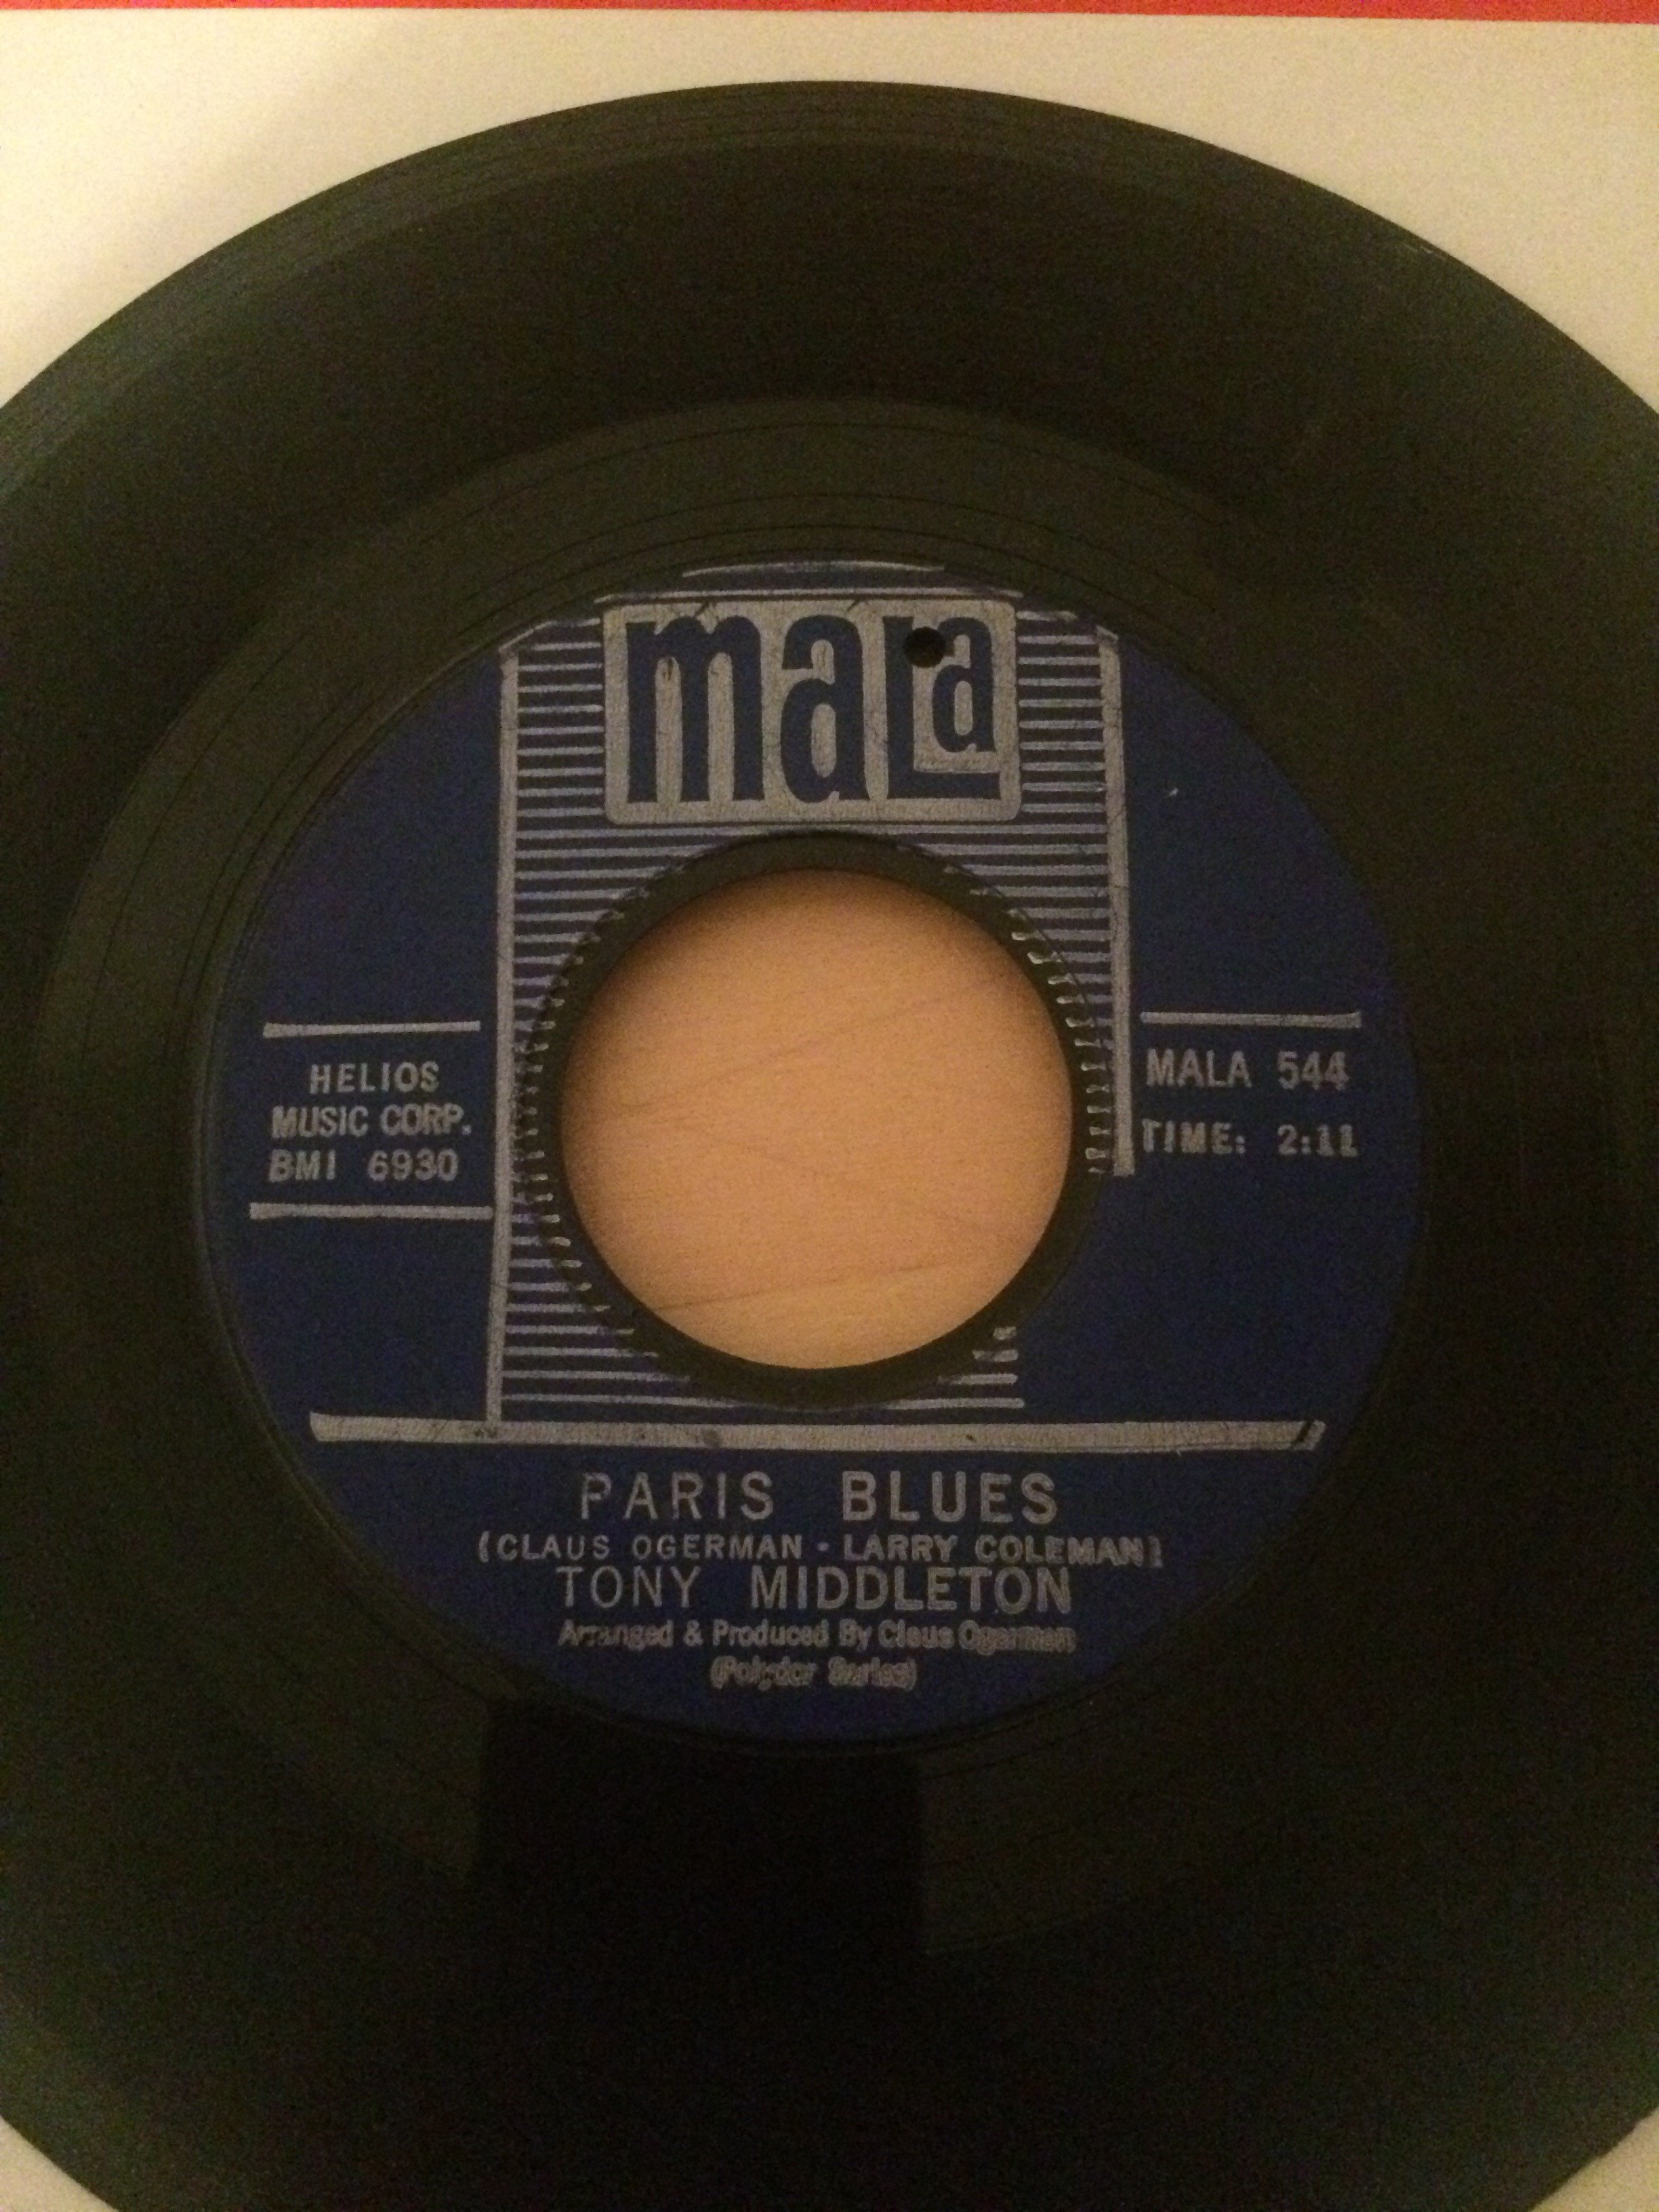 maLa
HELIOS
MUSIC CORP.
BMI 6930
MALA 544
TIME: 2:11
PARIS BLUES
(CLAUS OGERMAN • LARRY COLEMAN)
TONY MIDDLETON
Arranged & Produced By Claus Ogerman
(Polydor Series)